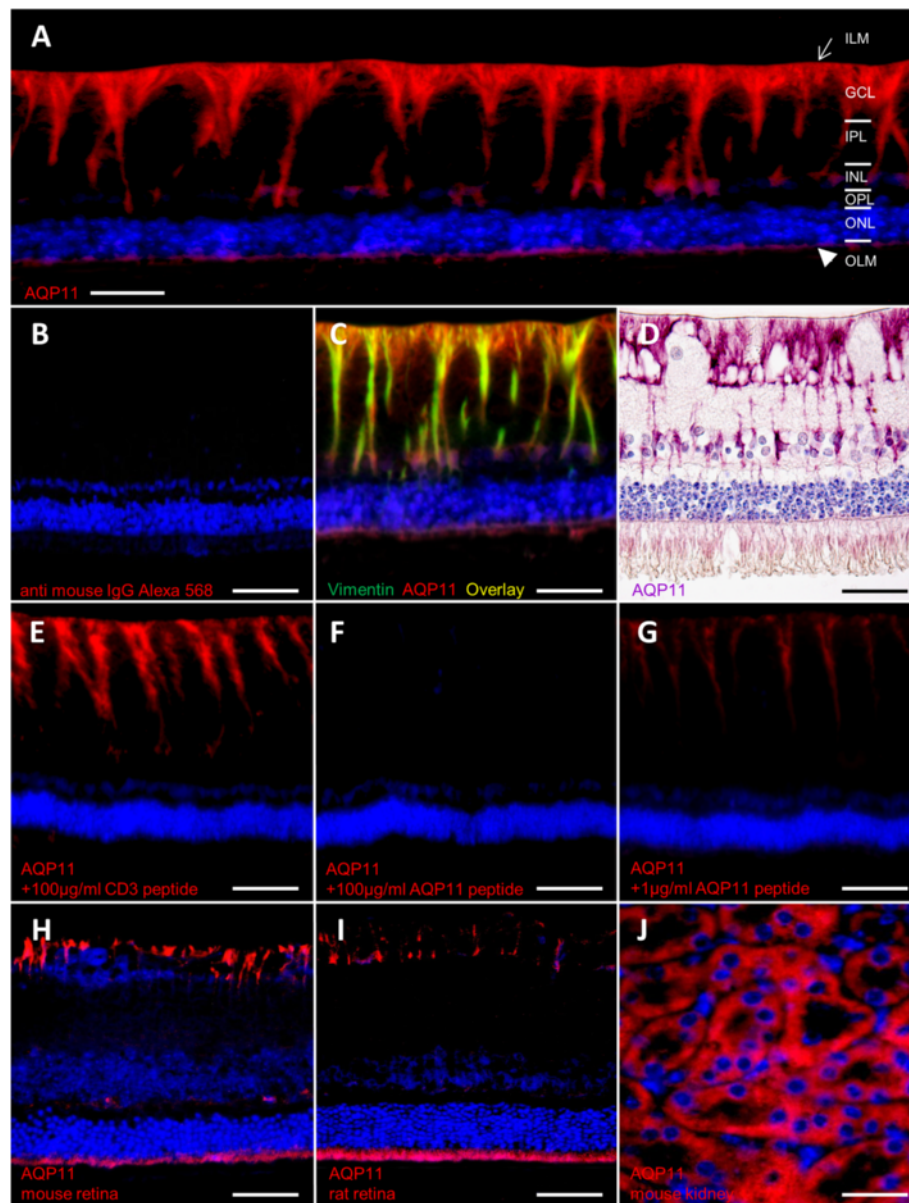 A
ILM
GCL
IPL
INL
OPL
ONL
OLM
AQP11
B
anti mouse IgG Alexa 568
C
Vimentin AQP11 Overlay
D
AQP11
E
AQP11
+100µg/ml CD3 peptide
F
AQP11
+100µg/ml AQP11 peptide
G
AQP11
+1µg/ml AQP11 peptide
H
AQP11
mouse retina
I
AQP11
rat retina
J
AQP11
mouse kidney